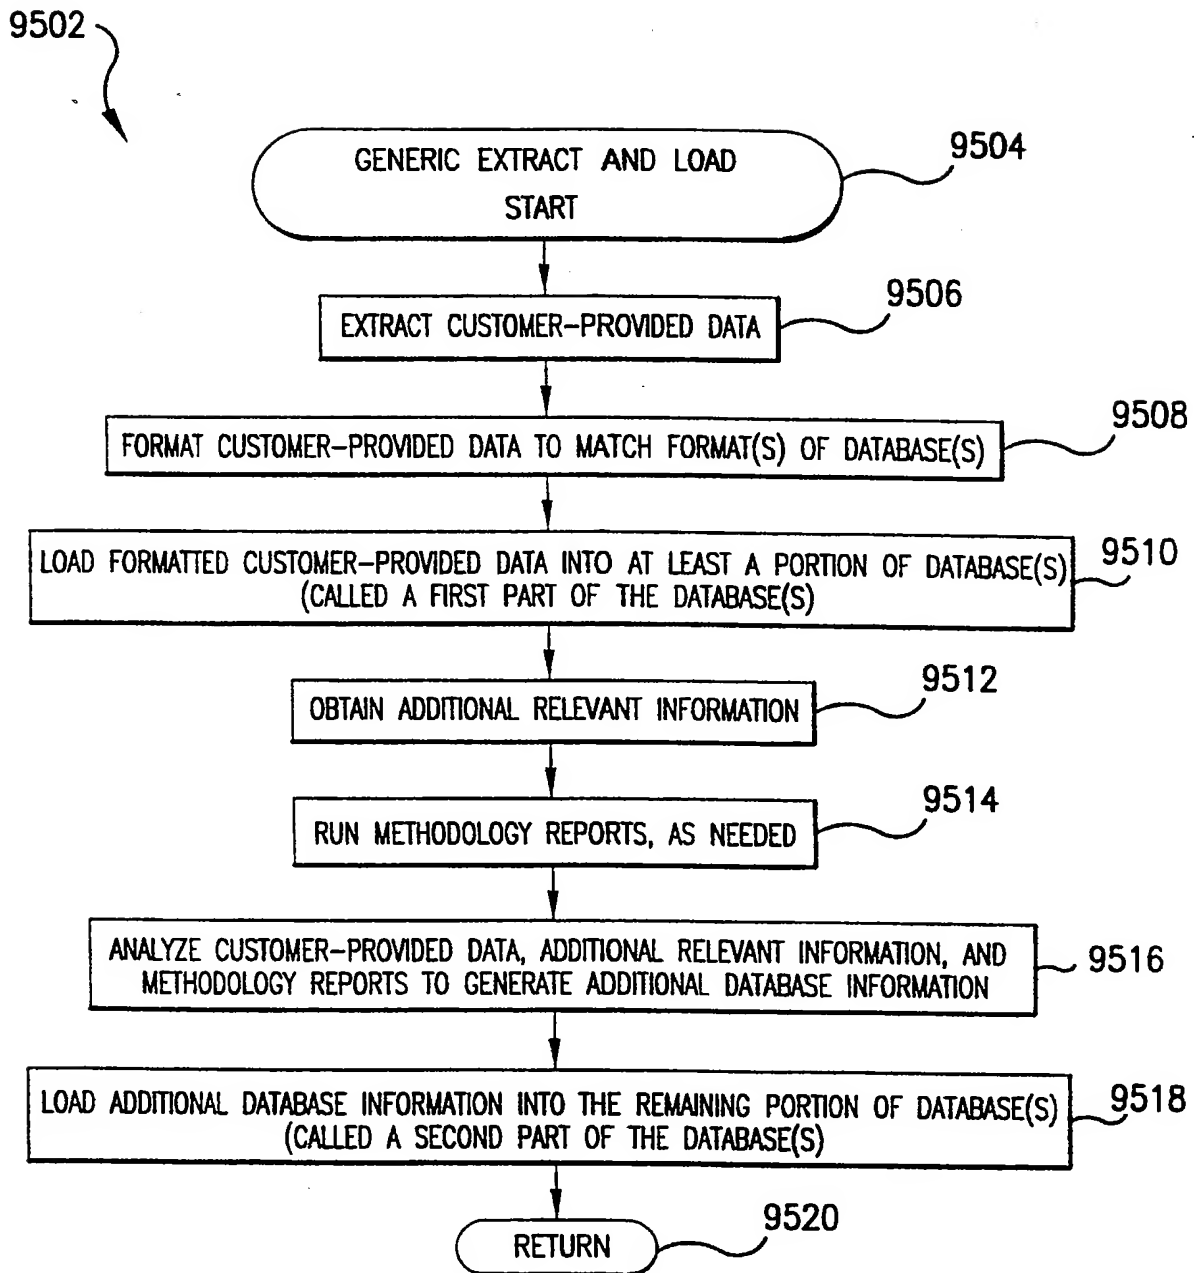 9502
GENERIC EXTRACT AND LOAD
START
9504
EXTRACT CUSTOMER-PROVIDED DATA
9506
FORMAT CUSTOMER-PROVIDED DATA TO MATCH FORMAT(S) OF DATABASE(S)
9508
LOAD FORMATTED CUSTOMER-PROVIDED DATA INTO AT LEAST A PORTION OF DATABASE(S)
(CALLED A FIRST PART OF THE DATABASE(S)
9510
OBTAIN ADDITIONAL RELEVANT INFORMATION
9512
RUN METHODOLOGY REPORTS, AS NEEDED
9514
ANALYZE CUSTOMER-PROVIDED DATA, ADDITIONAL RELEVANT INFORMATION, AND
METHODOLOGY REPORTS TO GENERATE ADDITIONAL DATABASE INFORMATION
9516
LOAD ADDITIONAL DATABASE INFORMATION INTO THE REMAINING PORTION OF DATABASE(S)
(CALLED A SECOND PART OF THE DATABASE(S)
9518
RETURN
9520